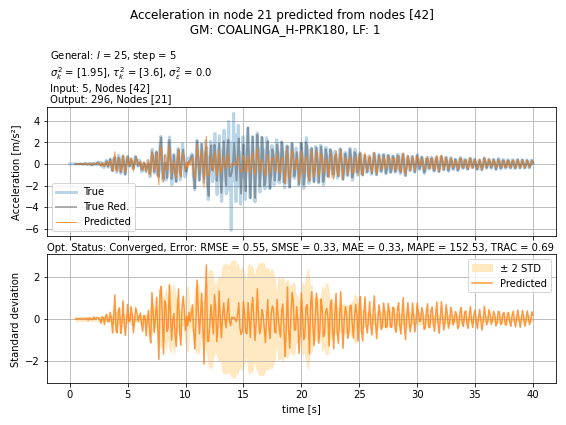 Acceleration in node 21 predicted from nodes [42]
GM: COALINGA_H-PRK180, LF: 1
General: l = 25, step = 5
σ²ₖ = [1.95], τ²ₖ = [3.6], σ²ε = 0.0
Input: 5, Nodes [42]
Output: 296, Nodes [21]
Acceleration [m/s²]
4
2
0
−2
−4
−6
True
True Red.
Predicted
Opt. Status: Converged, Error: RMSE = 0.55, SMSE = 0.33, MAE = 0.33, MAPE = 152.53, TRAC = 0.69
Standard deviation
2
0
−2
± 2 STD
Predicted
0 5 10 15 20 25 30 35 40
time [s]